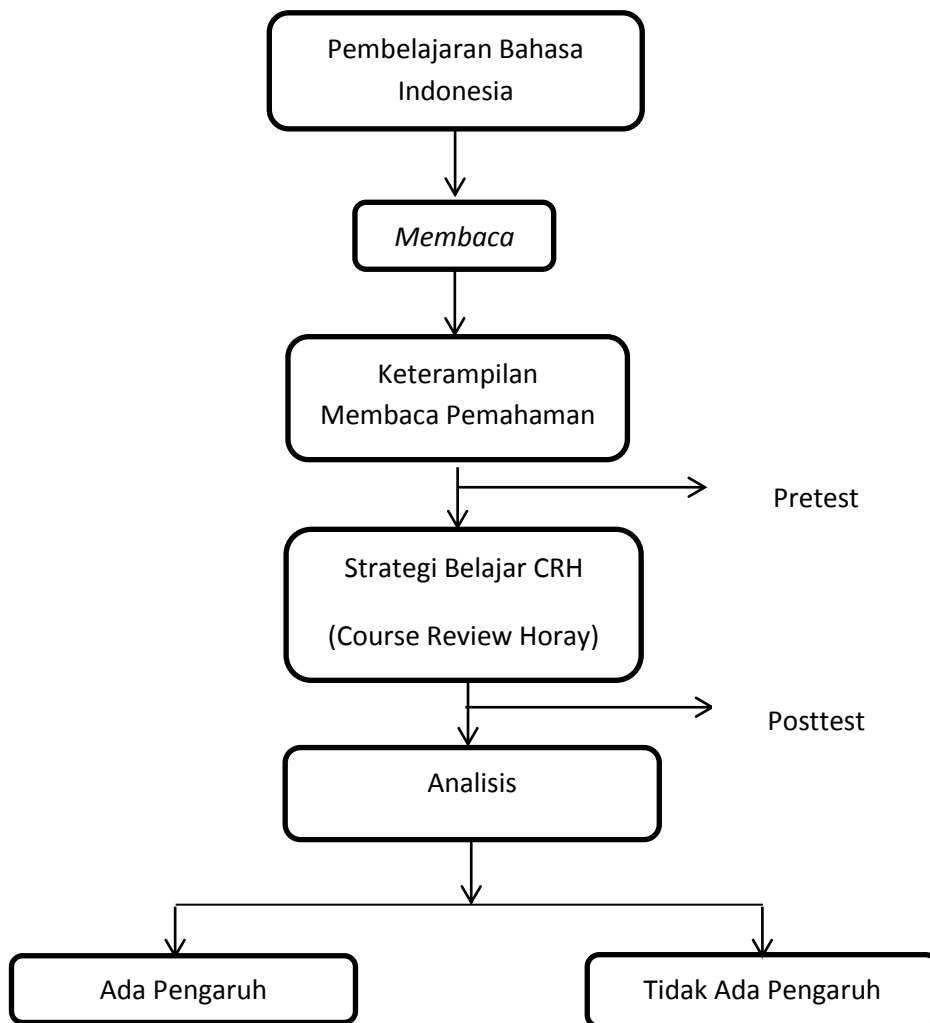 Pembelajaran Bahasa
Indonesia
Membaca
Keterampilan
Membaca Pemahaman
Pretest
Strategi Belajar CRH
(Course Review Horay)
Posttest
Analisis
Ada Pengaruh
Tidak Ada Pengaruh